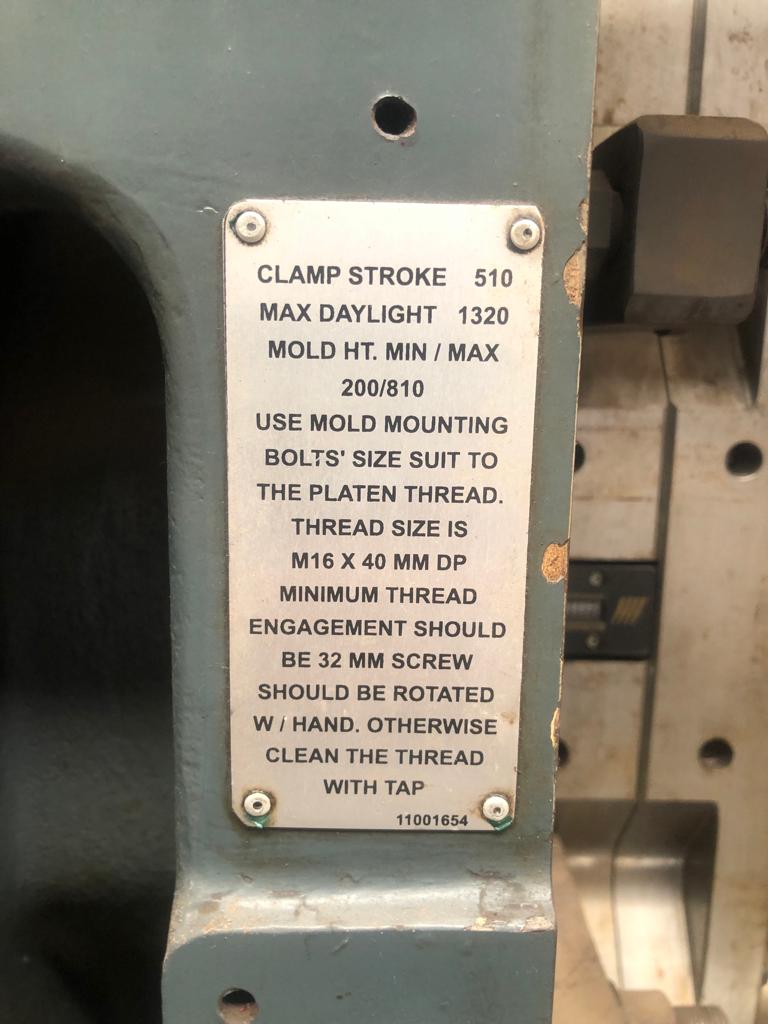 CLAMP STROKE 510
MAX DAYLIGHT 1320
MOLD HT. MIN / MAX
200/810
USE MOLD MOUNTING
BOLTS' SIZE SUIT TO
THE PLATEN THREAD.
THREAD SIZE IS
M16 X 40 MM DP
MINIMUM THREAD
ENGAGEMENT SHOULD
BE 32 MM SCREW
SHOULD BE ROTATED
W / HAND. OTHERWISE
CLEAN THE THREAD
WITH TAP
11001654